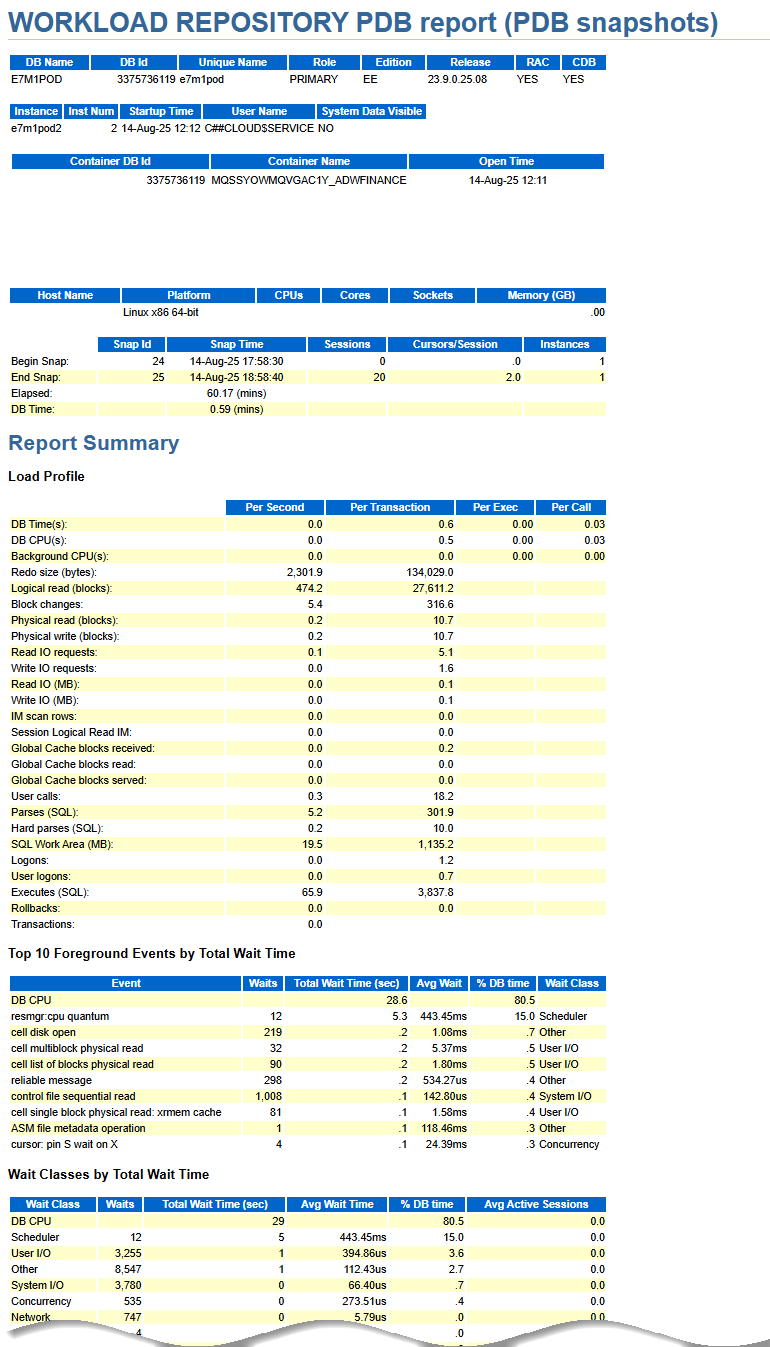 WORKLOAD REPOSITORY PDB report (PDB snapshots)
DB Name DB Id Unique Name Role Edition Release RAC CDB
E7M1POD 3375736119 e7m1pod PRIMARY EE 23.9.0.25.08 YES YES
Instance Inst Num Startup Time User Name System Data Visible
e7m1pod2 2 14-Aug-25 12:12 C##CLOUD$SERVICE NO
Container DB Id Container Name Open Time
3375736119 MQSSYOWMQVGAC1Y_ADWFINANCE 14-Aug-25 12:11
Host Name Platform CPUs Cores Sockets Memory (GB)
Linux x86 64-bit .00
Snap Id Snap Time Sessions Cursors/Session Instances
Begin Snap: 24 14-Aug-25 17:58:30 0 .0 1
End Snap: 25 14-Aug-25 18:58:40 20 2.0 1
Elapsed: 60.17 (mins)
DB Time: 0.59 (mins)
Report Summary
Load Profile
Per Second Per Transaction Per Exec Per Call
DB Time(s): 0.0 0.6 0.00 0.03
DB CPU(s): 0.0 0.5 0.00 0.03
Background CPU(s): 0.0 0.0 0.00 0.00
Redo size (bytes): 2,301.9 134,029.0
Logical read (blocks): 474.2 27,611.2
Block changes: 5.4 316.6
Physical read (blocks): 0.2 10.7
Physical write (blocks): 0.2 10.7
Read IO requests: 0.1 5.1
Write IO requests: 0.0 1.6
Read IO (MB): 0.0 0.1
Write IO (MB): 0.0 0.1
IM scan rows: 0.0 0.0
Session Logical Read IM: 0.0 0.0
Global Cache blocks received: 0.0 0.2
Global Cache blocks read: 0.0 0.0
Global Cache blocks served: 0.0 0.0
User calls: 0.3 18.2
Parses (SQL): 5.2 301.9
Hard parses (SQL): 0.2 10.0
SQL Work Area (MB): 19.5 1,135.2
Logons: 0.0 1.2
User logons: 0.0 0.7
Executes (SQL): 65.9 3,837.8
Rollbacks: 0.0 0.0
Transactions: 0.0
Top 10 Foreground Events by Total Wait Time
Event Waits Total Wait Time (sec) Avg Wait % DB time Wait Class
DB CPU 28.6 80.5
resmgr:cpu quantum 12 5.3 443.45ms 15.0 Scheduler
cell disk open 219 .2 1.08ms .7 Other
cell multiblock physical read 32 .2 5.37ms .5 User I/O
cell list of blocks physical read 90 .2 1.80ms .5 User I/O
reliable message 298 .2 534.27us .4 Other
control file sequential read 1,008 .1 142.80us .4 System I/O
cell single block physical read: xrmem cache 81 .1 1.58ms .4 User I/O
ASM file metadata operation 1 .1 118.46ms .3 Other
cursor: pin S wait on X 4 .1 24.39ms .3 Concurrency
Wait Classes by Total Wait Time
Wait Class Waits Total Wait Time (sec) Avg Wait Time % DB time Avg Active Sessions
DB CPU 29 80.5 0.0
Scheduler 12 5 443.45ms 15.0 0.0
User I/O 3,255 1 394.86us 3.6 0.0
Other 8,547 1 112.43us 2.7 0.0
System I/O 3,780 0 66.40us .7 0.0
Concurrency 535 0 273.51us .4 0.0
Network 747 0 5.79us .0 0.0
4 .0